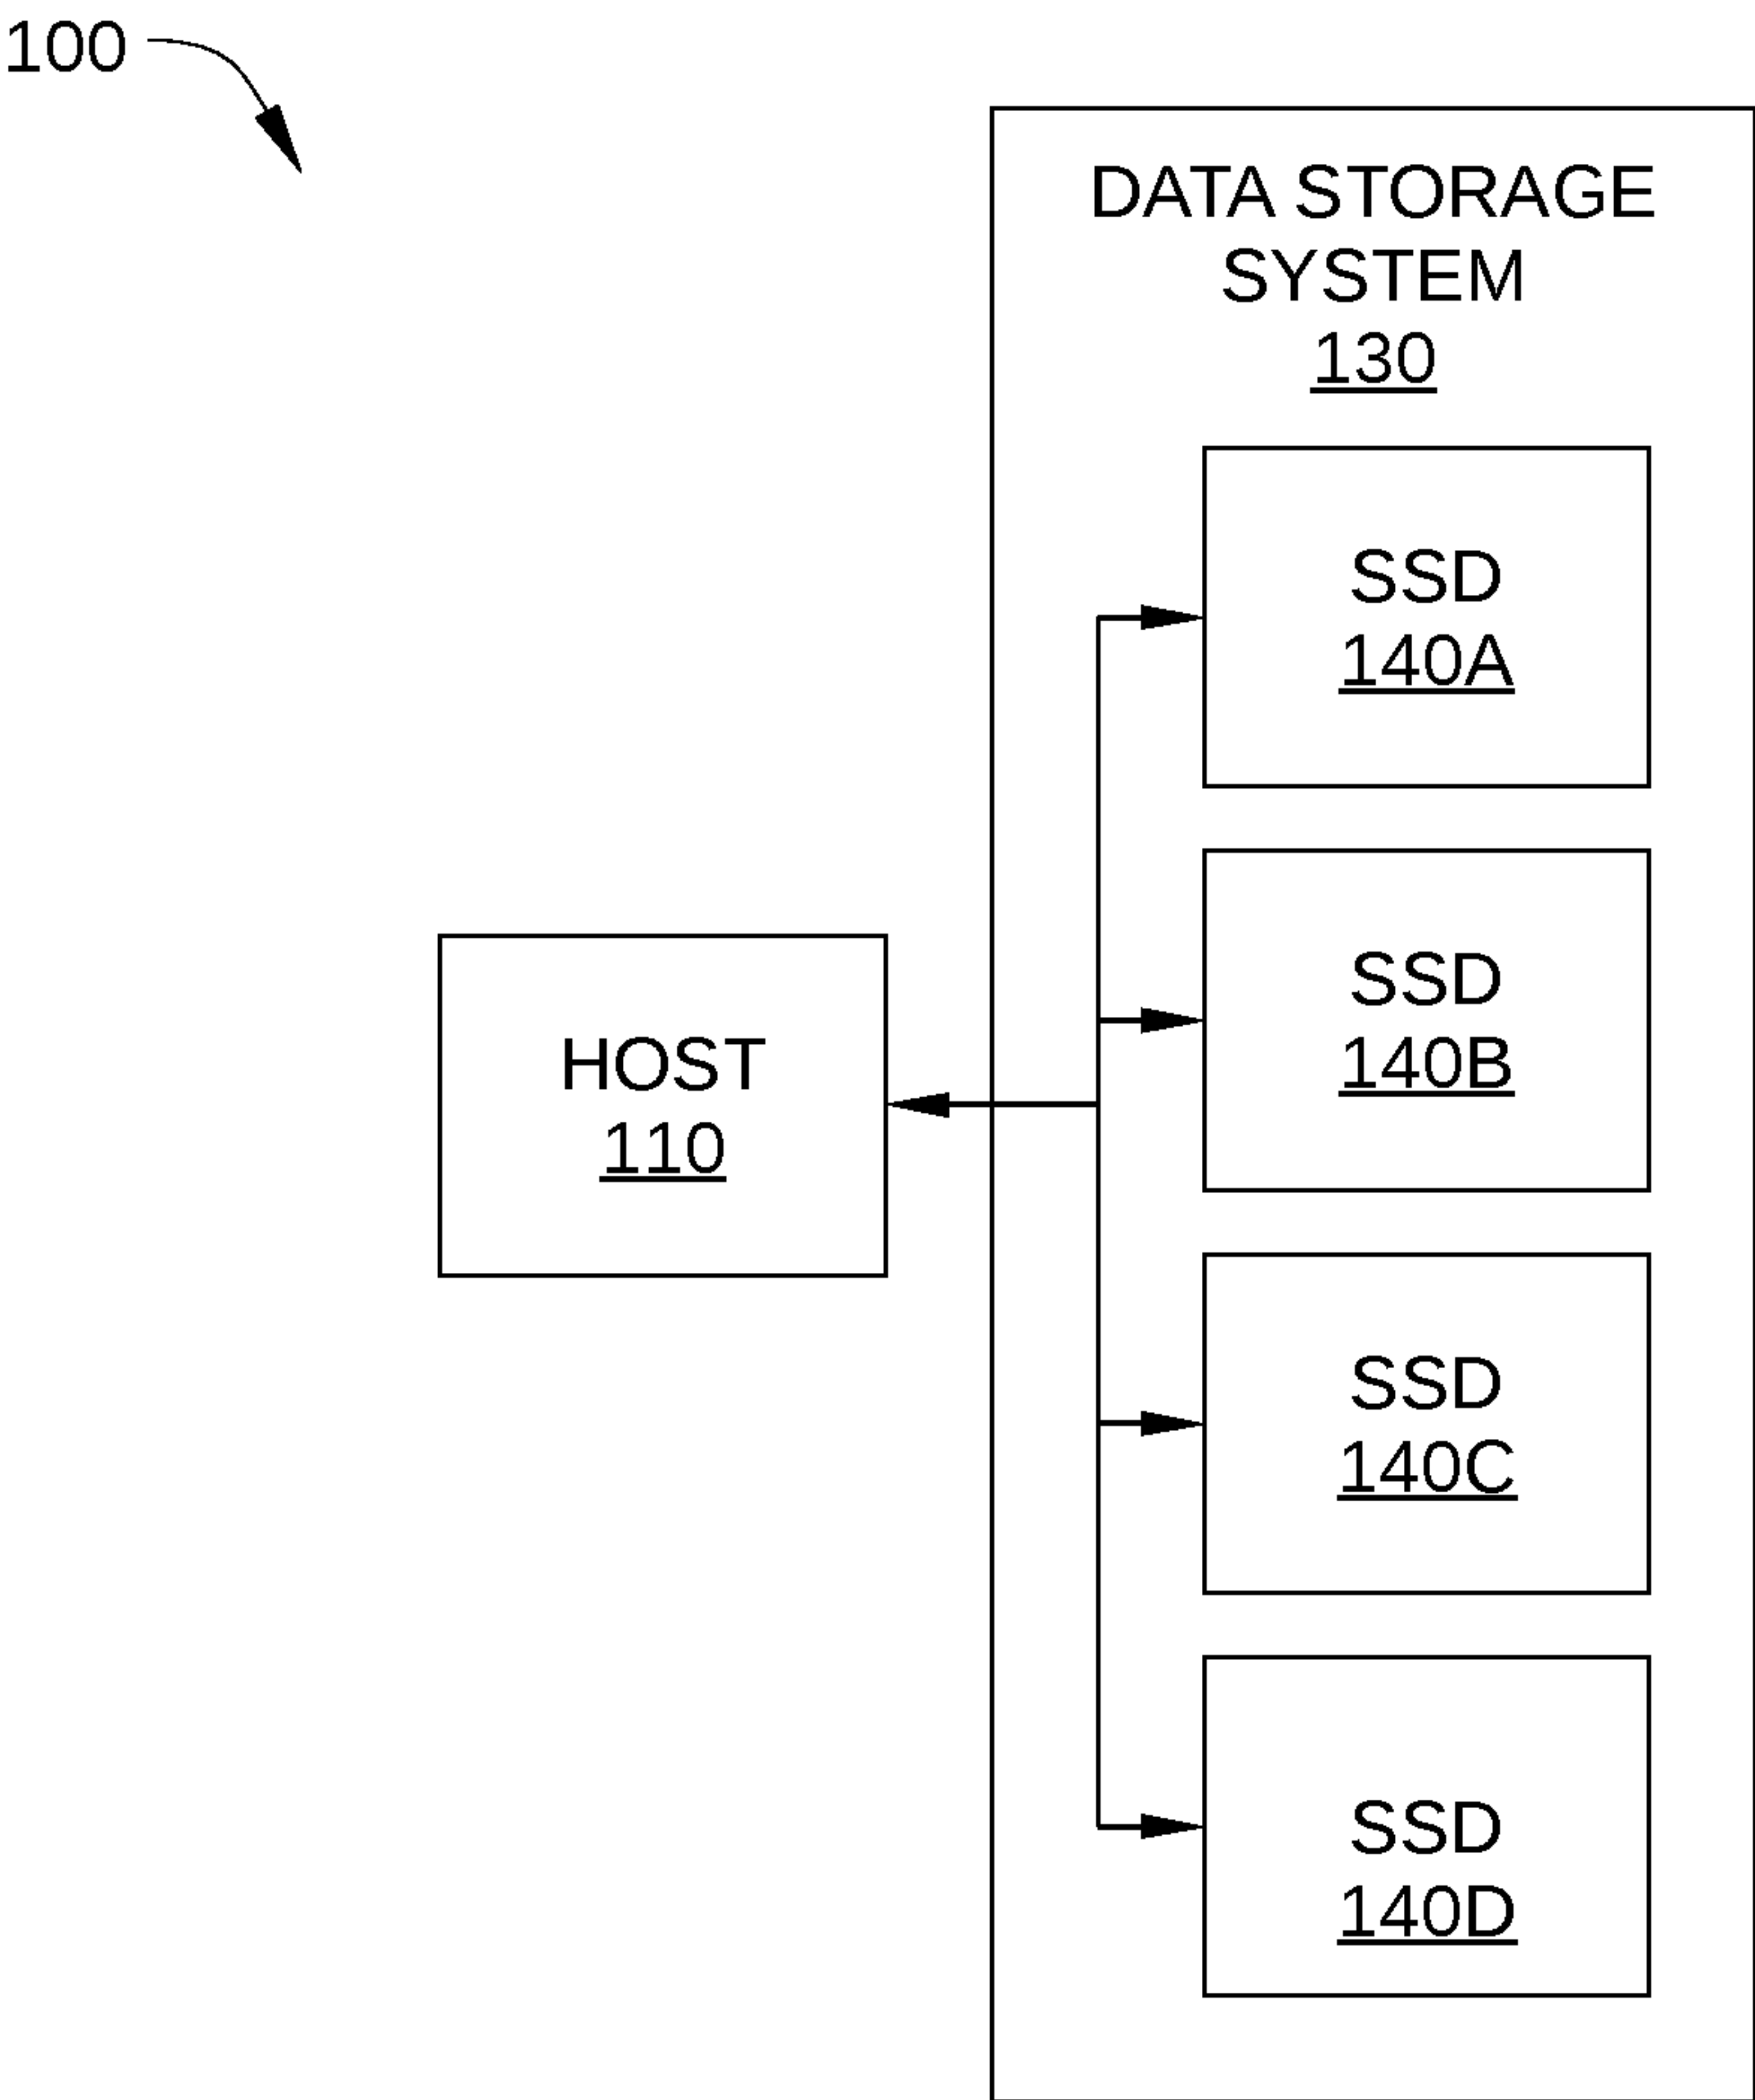 100
DATA STORAGE
SYSTEM
130
SSD
140A
SSD
140B
HOST
110
SSD
140C
SSD
140D